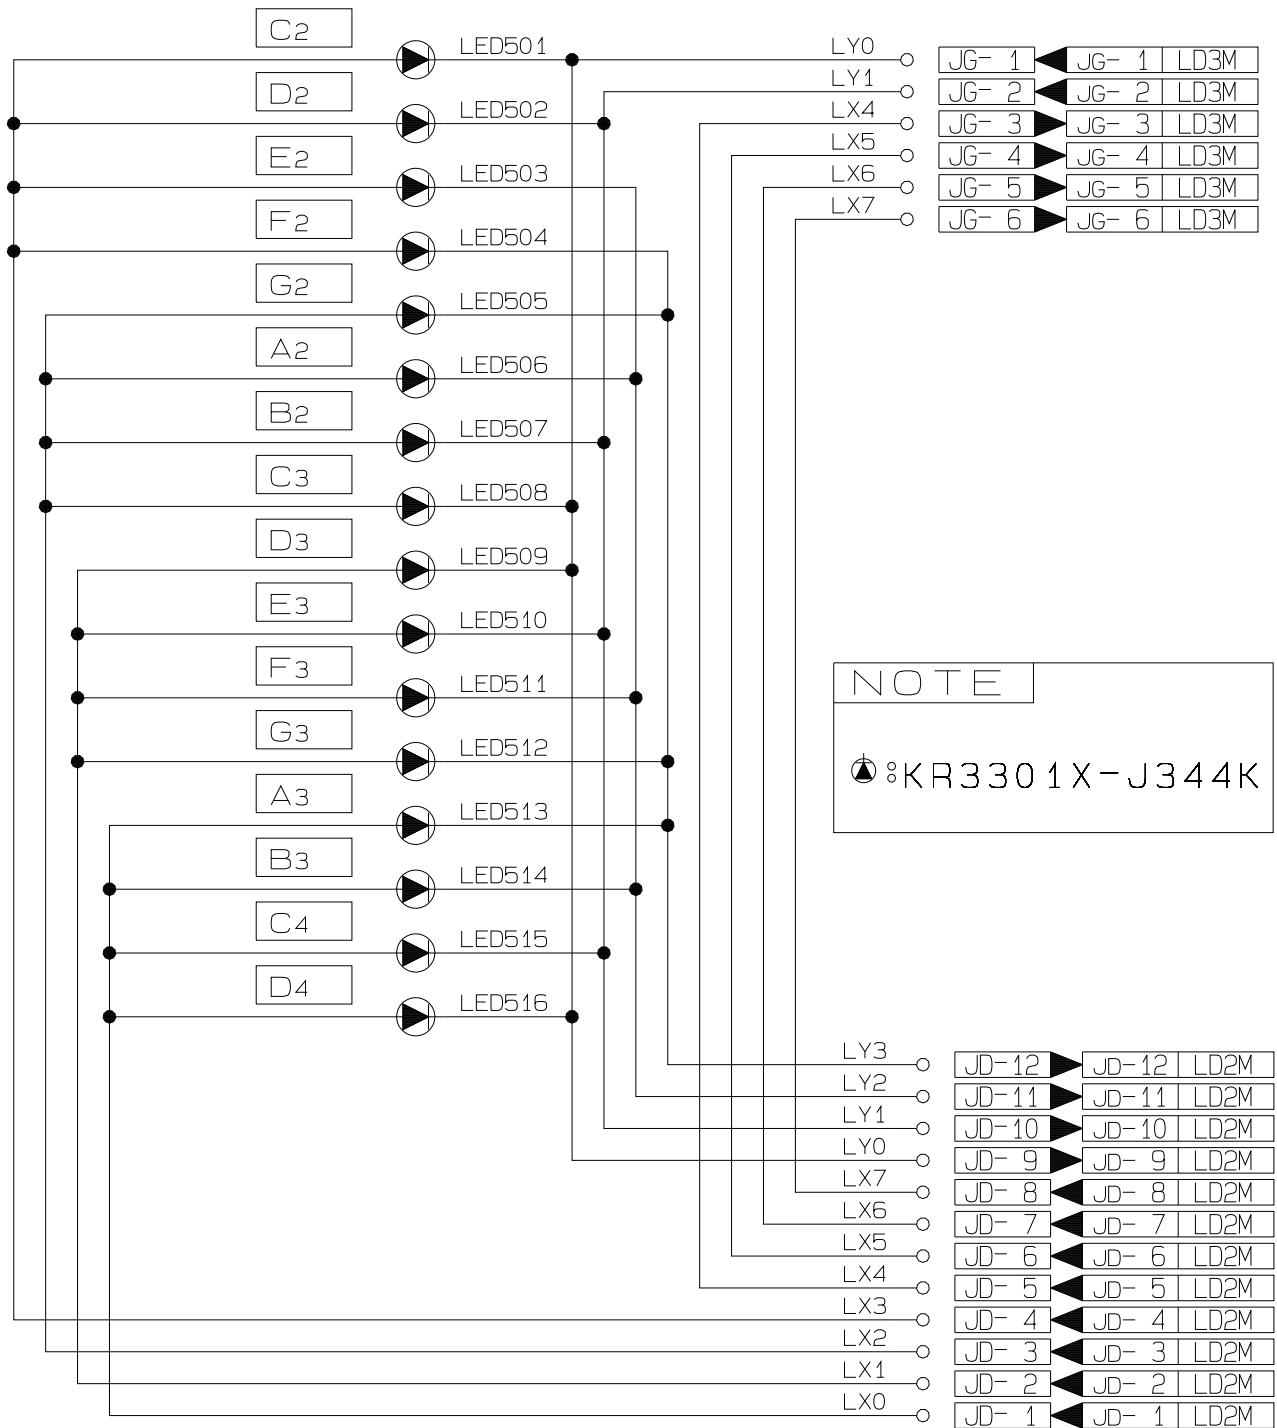 C2
LED501
D2
LED502
E2
LED503
F2
LED504
G2
LED505
A2
LED506
B2
LED507
C3
LED508
D3
LED509
E3
LED510
F3
LED511
G3
LED512
A3
LED513
B3
LED514
C4
LED515
D4
LED516
LY0 JG- 1 JG- 1 LD3M
LY1 JG- 2 JG- 2 LD3M
LX4 JG- 3 JG- 3 LD3M
LX5 JG- 4 JG- 4 LD3M
LX6 JG- 5 JG- 5 LD3M
LX7 JG- 6 JG- 6 LD3M
NOTE
:KR3301X-J344K
LY3 JD-12 JD-12 LD2M
LY2 JD-11 JD-11 LD2M
LY1 JD-10 JD-10 LD2M
LY0 JD- 9 JD- 9 LD2M
LX7 JD- 8 JD- 8 LD2M
LX6 JD- 7 JD- 7 LD2M
LX5 JD- 6 JD- 6 LD2M
LX4 JD- 5 JD- 5 LD2M
LX3 JD- 4 JD- 4 LD2M
LX2 JD- 3 JD- 3 LD2M
LX1 JD- 2 JD- 2 LD2M
LX0 JD- 1 JD- 1 LD2M